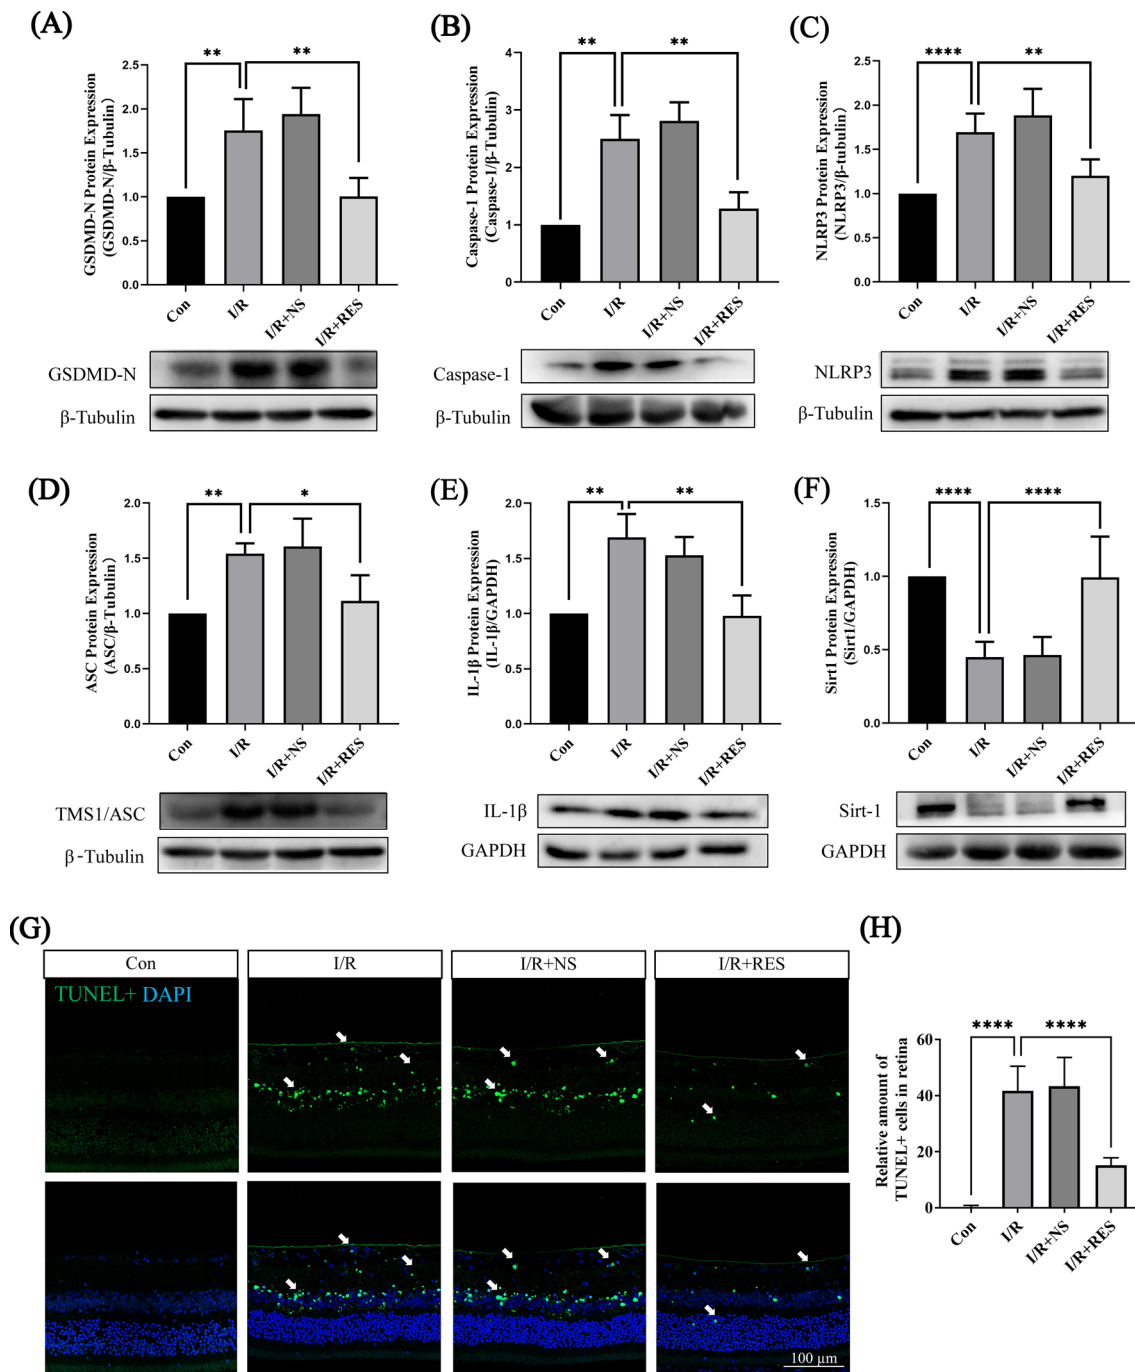 (A)
** **
GSDMD-N Protein Expression
(GSDMD-N/β-Tubulin)
2.5
2.0
1.5
1.0
0.5
0.0
Con
I/R
I/R+NS
I/R+RES
GSDMD-N
β-Tubulin
(B)
** **
Caspase-1 Protein Expression
(Caspase-1/β-Tubulin)
4
3
2
1
0
Con
I/R
I/R+NS
I/R+RES
Caspase-1
β-Tubulin
(C)
**** **
NLRP3 Protein Expression
(NLRP3/β-tubulin)
2.5
2.0
1.5
1.0
0.5
0.0
Con
I/R
I/R+NS
I/R+RES
NLRP3
β-Tubulin
(D)
** *
ASC Protein Expression
(ASC/β-Tubulin)
2.0
1.5
1.0
0.5
0.0
Con
I/R
I/R+NS
I/R+RES
TMS1/ASC
β-Tubulin
(E)
** **
IL-1β Protein Expression
(IL-1β/GAPDH)
2.0
1.5
1.0
0.5
0.0
Con
I/R
I/R+NS
I/R+RES
IL-1β
GAPDH
(F)
**** ****
Sirt1 Protein Expression
(Sirt1/GAPDH)
1.5
1.0
0.5
0.0
Con
I/R
I/R+NS
I/R+RES
Sirt-1
GAPDH
(G)
Con I/R I/R+NS I/R+RES
TUNEL+ DAPI
100 μm
(H)
**** ****
Relative amount of
TUNEL+ cells in retina
60
40
20
0
Con
I/R
I/R+NS
I/R+RES